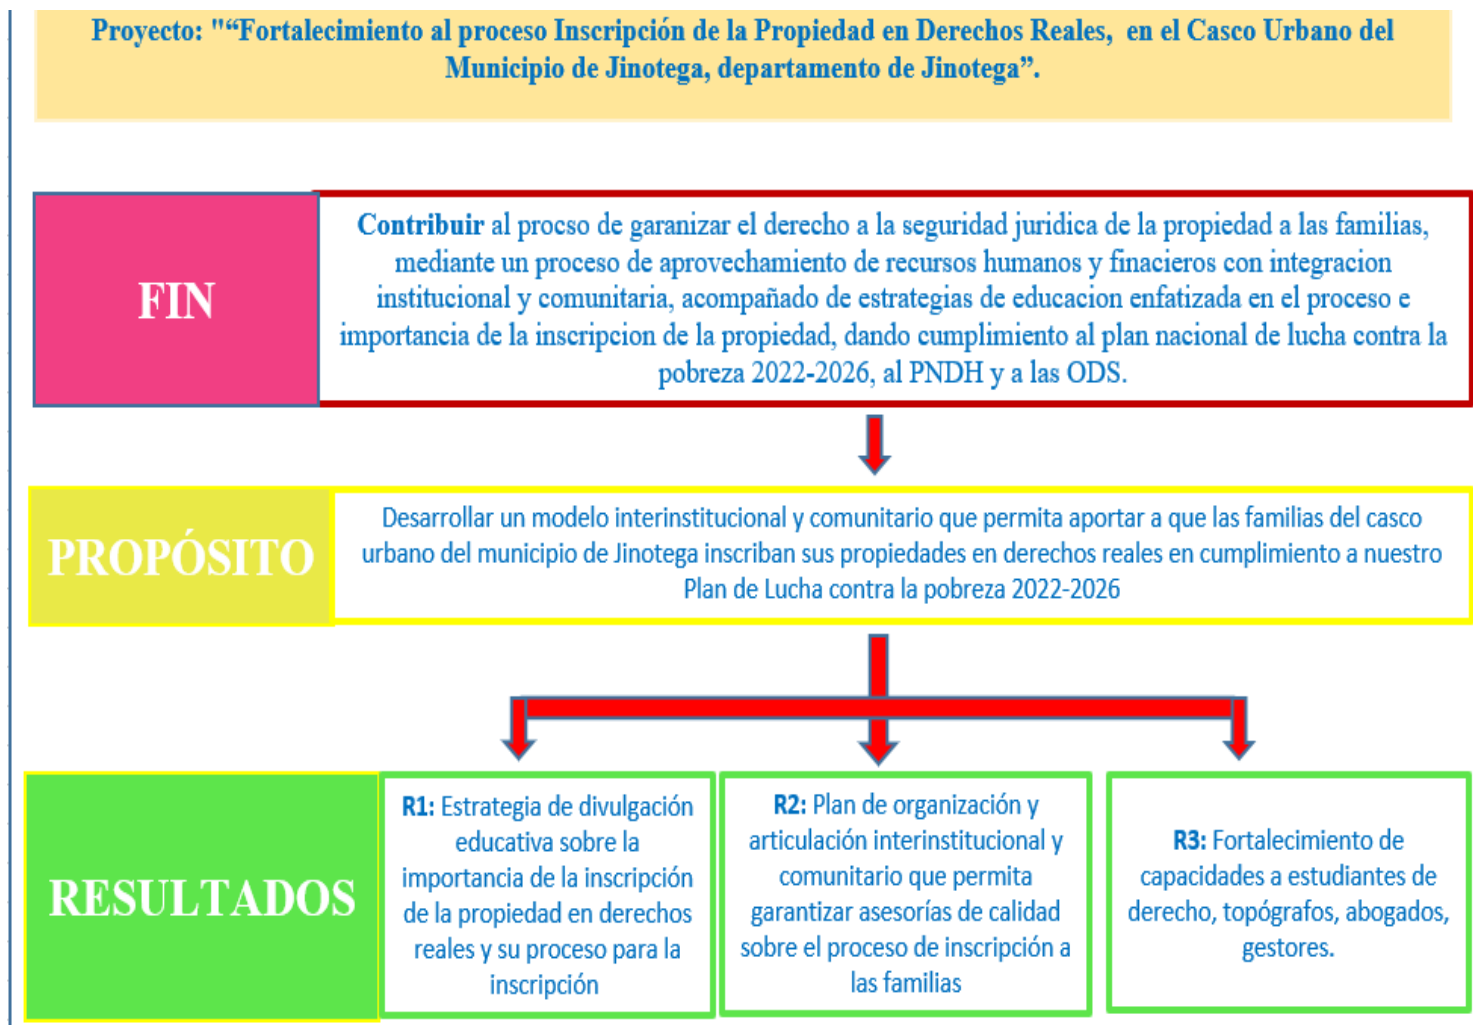 Proyecto: "“Fortalecimiento al proceso Inscripción de la Propiedad en Derechos Reales, en el Casco Urbano del
Municipio de Jinotega, departamento de Jinotega”.
FIN
Contribuir al procso de garanizar el derecho a la seguridad juridica de la propiedad a las familias,
mediante un proceso de aprovechamiento de recursos humanos y finacieros con integracion
institucional y comunitaria, acompañado de estrategias de educacion enfatizada en el proceso e
importancia de la inscripcion de la propiedad, dando cumplimiento al plan nacional de lucha contra la
pobreza 2022-2026, al PNDH y a las ODS.
PROPÓSITO
Desarrollar un modelo interinstitucional y comunitario que permita aportar a que las familias del casco
urbano del municipio de Jinotega inscriban sus propiedades en derechos reales en cumplimiento a nuestro
Plan de Lucha contra la pobreza 2022-2026
RESULTADOS
R1: Estrategia de divulgación
educativa sobre la
importancia de la inscripción
de la propiedad en derechos
reales y su proceso para la
inscripción
R2: Plan de organización y
articulación interinstitucional y
comunitario que permita
garantizar asesorías de calidad
sobre el proceso de inscripción a
las familias
R3: Fortalecimiento de
capacidades a estudiantes de
derecho, topógrafos, abogados,
gestores.